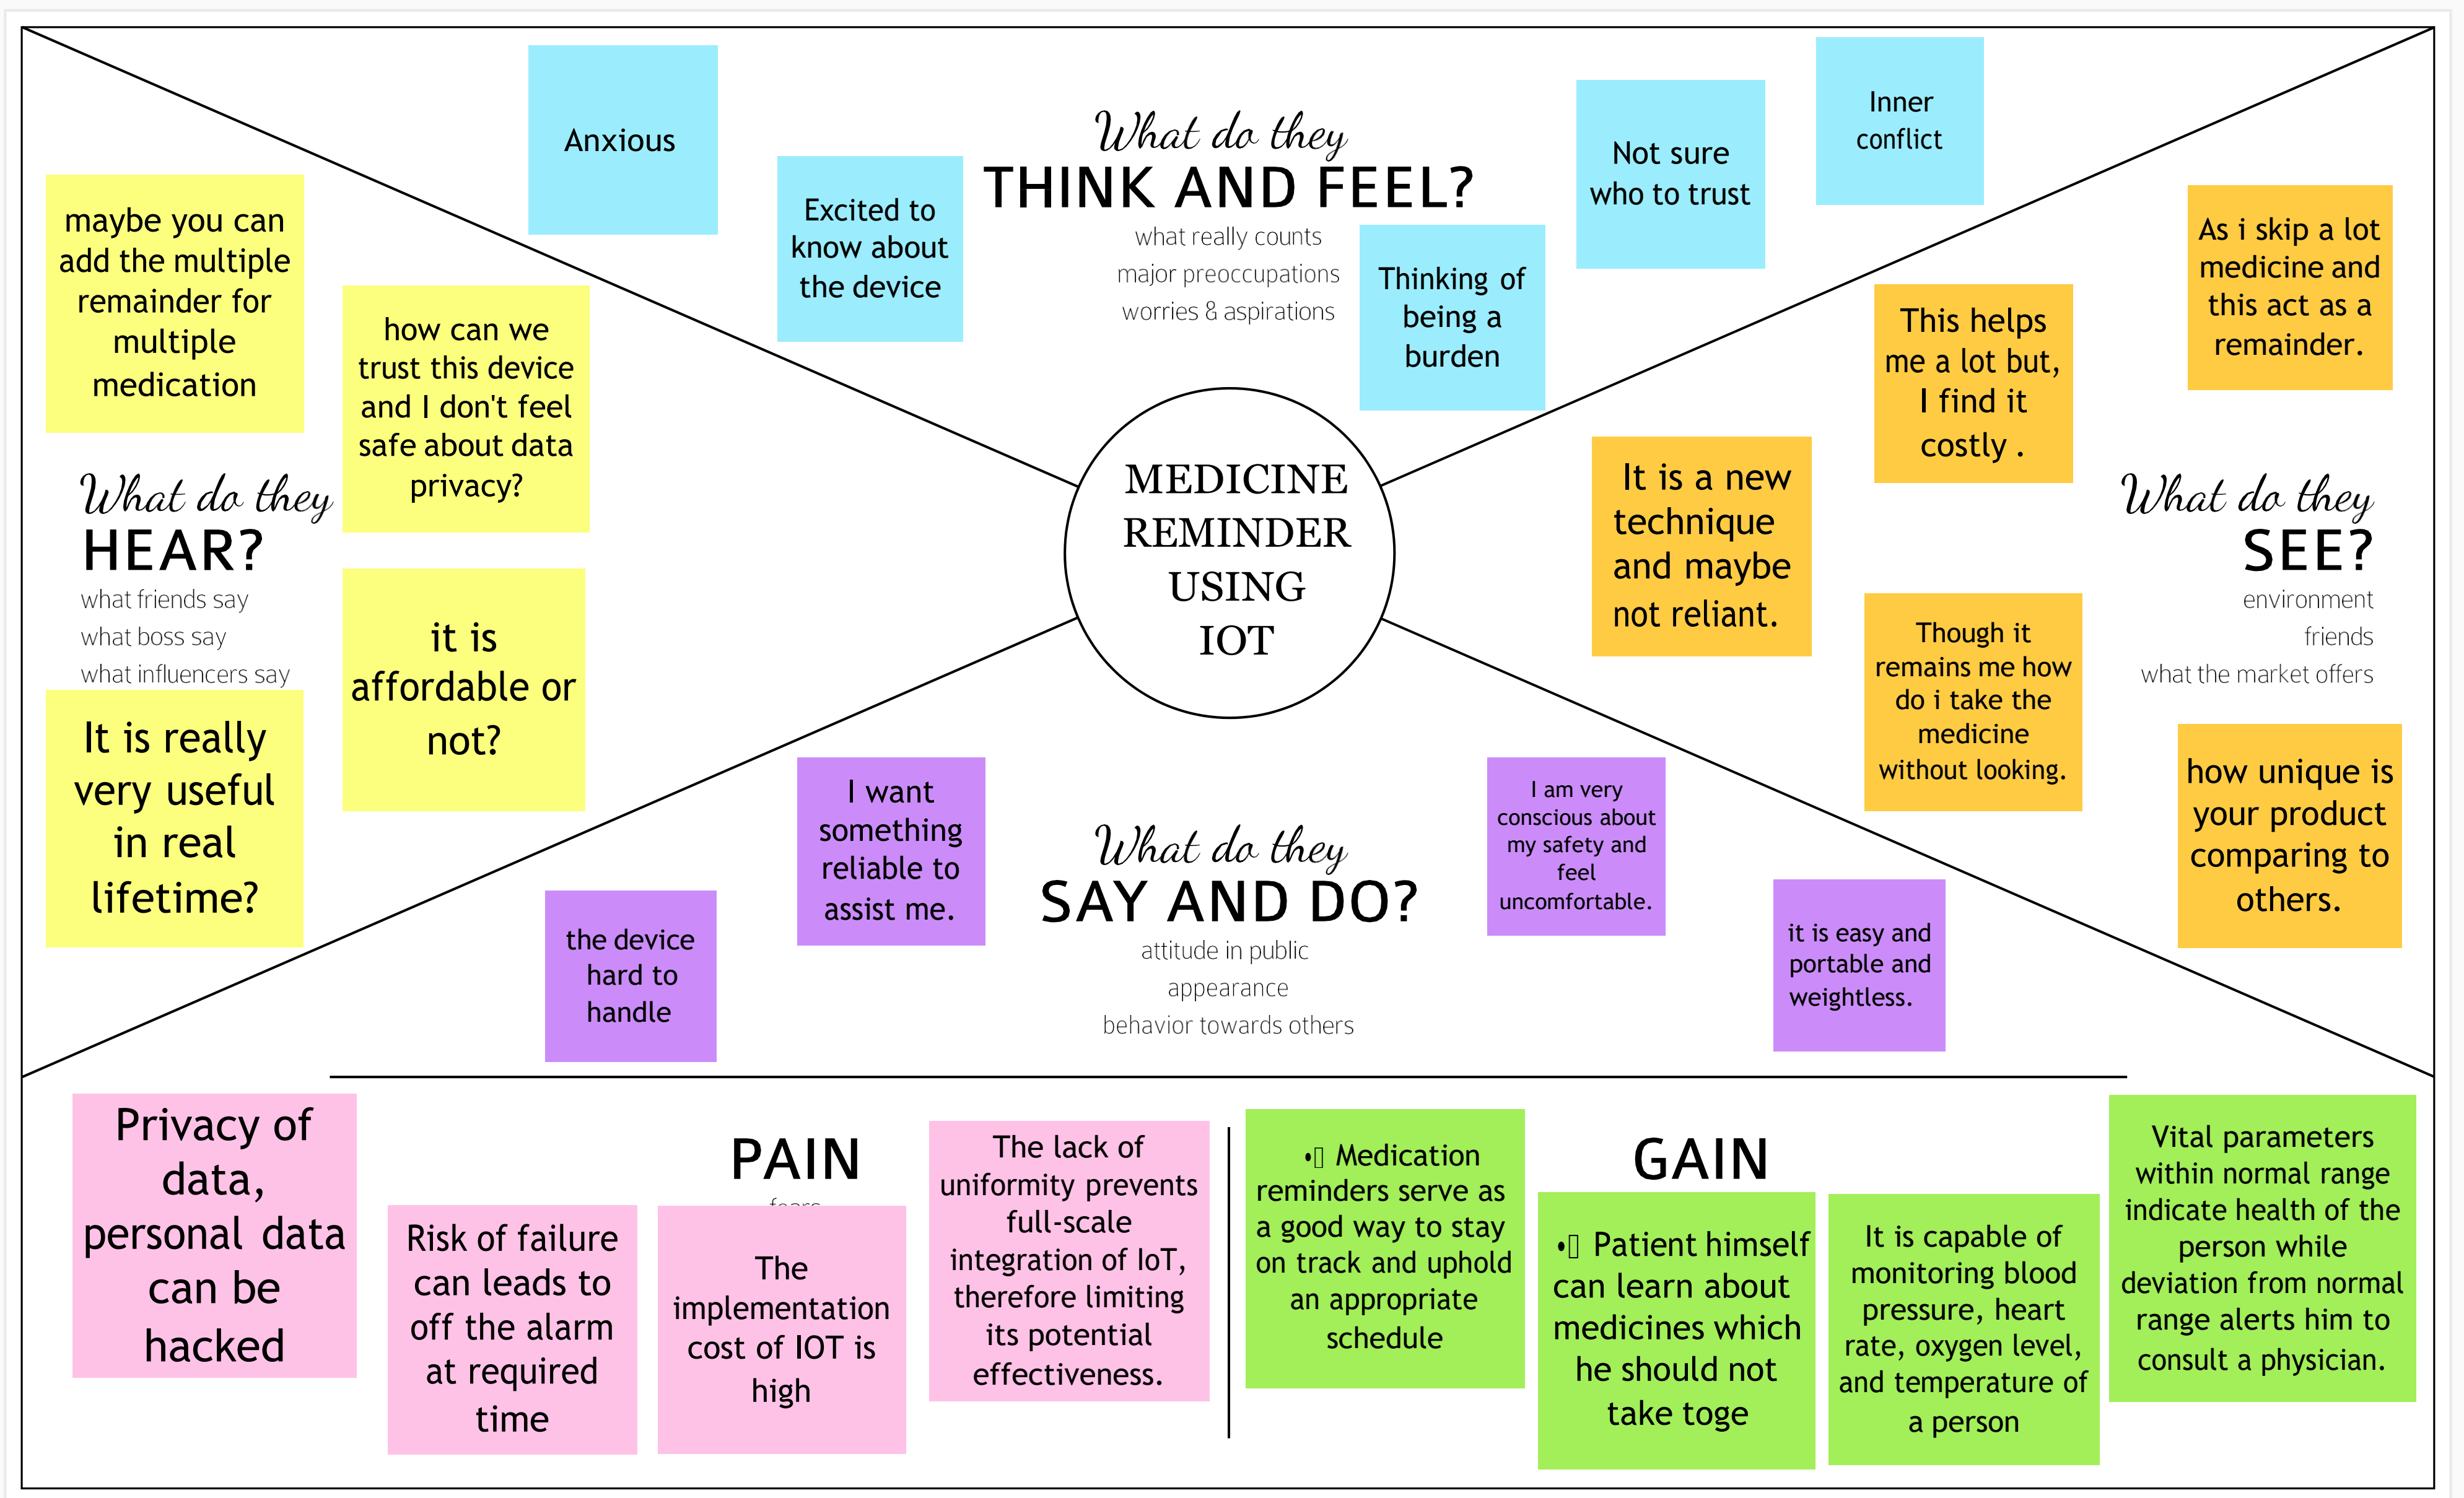 Anxious
Excited to
know about
the device
What do they
THINK AND FEEL?
what really counts
major preoccupations
worries & aspirations
Thinking of
being a
burden
Not sure
who to trust
Inner
conflict
maybe you can
add the multiple
remainder for
multiple
medication
how can we
trust this device
and I don't feel
safe about data
privacy?
What do they
HEAR?
what friends say
what boss say
what influencers say
it is
affordable or
not?
It is really
very useful
in real
lifetime?
MEDICINE
REMINDER
USING
IOT
As i skip a lot
medicine and
this act as a
remainder.
This helps
me a lot but,
I find it
costly .
It is a new
technique
and maybe
not reliant.
What do they
SEE?
environment
friends
what the market offers
Though it
remains me how
do i take the
medicine
without looking.
how unique is
your product
comparing to
others.
the device
hard to
handle
I want
something
reliable to
assist me.
What do they
SAY AND DO?
attitude in public
appearance
behavior towards others
I am very
conscious about
my safety and
feel
uncomfortable.
it is easy and
portable and
weightless.
Privacy of
data,
personal data
can be
hacked
Risk of failure
can leads to
off the alarm
at required
time
PAIN
fears
The
implementation
cost of IOT is
high
The lack of
uniformity prevents
full-scale
integration of IoT,
therefore limiting
its potential
effectiveness.
• Medication
reminders serve as
a good way to stay
on track and uphold
an appropriate
schedule
GAIN
• Patient himself
can learn about
medicines which
he should not
take toge
It is capable of
monitoring blood
pressure, heart
rate, oxygen level,
and temperature of
a person
Vital parameters
within normal range
indicate health of the
person while
deviation from normal
range alerts him to
consult a physician.